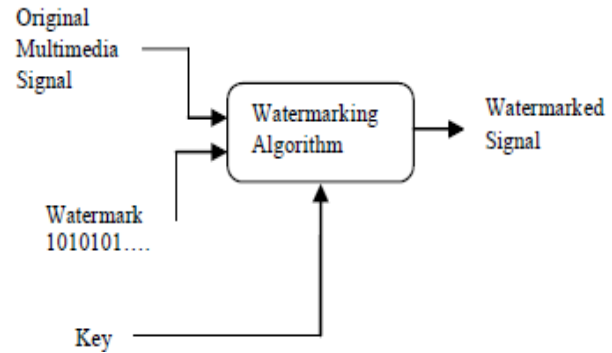 Original
Multimedia
Signal
Watermarking
Algorithm
Watermarked
Signal
Watermark
1010101....
Key